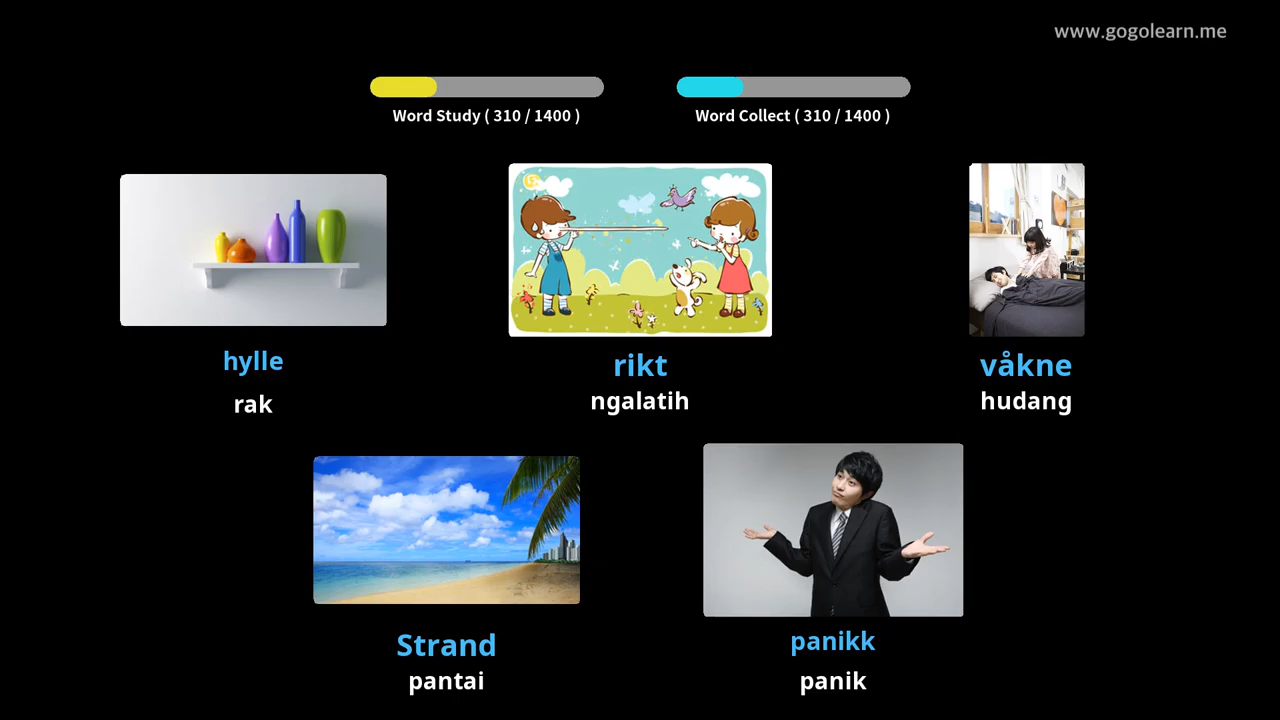 www.gogolearn.me
Word Study ( 310 / 1400 )
Word Collect ( 310 / 1400 )
hylle
rak
rikt
ngalatih
våkne
hudang
Strand
pantai
panikk
panik